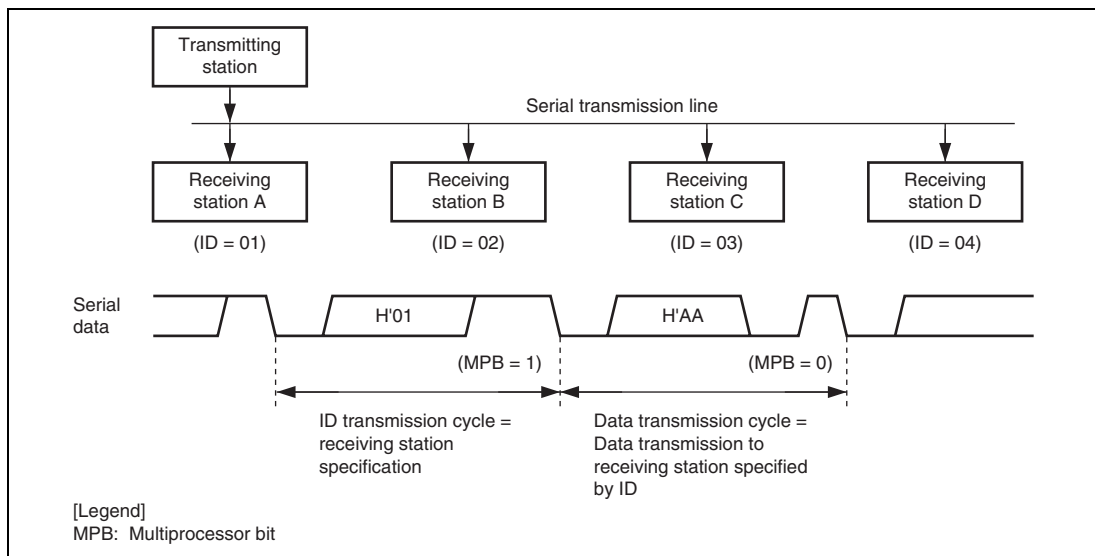 Transmitting
station
Serial transmission line
Receiving
station A
Receiving
station B
Receiving
station C
Receiving
station D
(ID = 01)
(ID = 02)
(ID = 03)
(ID = 04)
Serial
data
H'01
H'AA
(MPB = 1)
(MPB = 0)
ID transmission cycle =
receiving station
specification
Data transmission cycle =
Data transmission to
receiving station specified
by ID
[Legend]
MPB: Multiprocessor bit